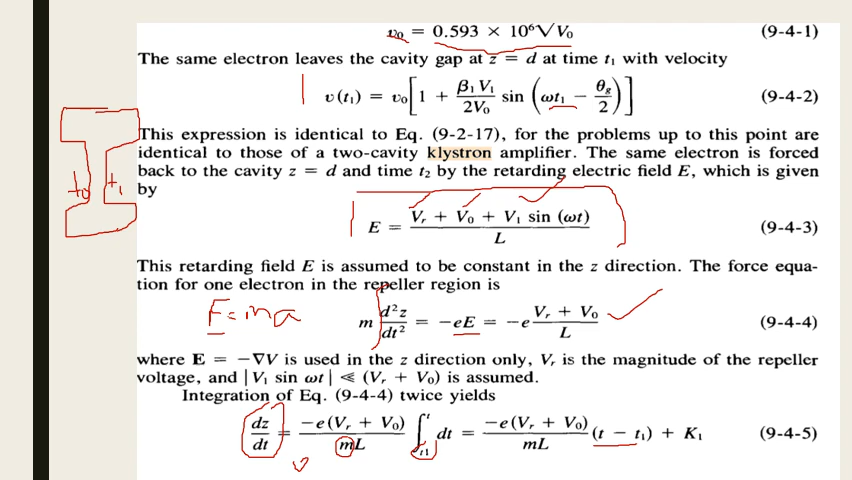 v₀ = 0.593 × 10⁶√V₀ (9-4-1)
The same electron leaves the cavity gap at z = d at time t₁ with velocity
v(t₁) = v₀[1 + β₁V₁/2V₀ sin (ωt₁ − θg/2)] (9-4-2)
This expression is identical to Eq. (9-2-17), for the problems up to this point are
identical to those of a two-cavity klystron amplifier. The same electron is forced
back to the cavity z = d and time t₂ by the retarding electric field E, which is given
by
t₀ t₁
E = Vr + V₀ + V₁ sin (ωt)/L (9-4-3)
This retarding field E is assumed to be constant in the z direction. The force equa-
tion for one electron in the repeller region is
F=ma
m d²z/dt² = −eE = −e Vr + V₀/L (9-4-4)
where E = −∇V is used in the z direction only, Vr is the magnitude of the repeller
voltage, and |V₁ sin ωt| ≪ (Vr + V₀) is assumed.
Integration of Eq. (9-4-4) twice yields
dz/dt = −e(Vr + V₀)/mL ∫t₁t dt = −e(Vr + V₀)/mL (t − t₁) + K₁ (9-4-5)